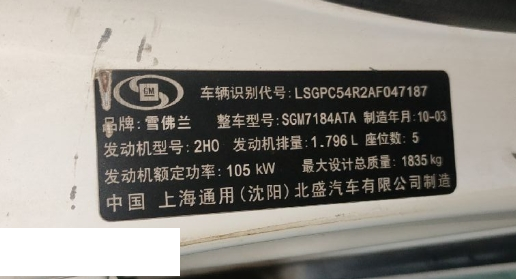 GM
车辆识别代号: LSGPC54R2AF047187
品牌: 雪佛兰 整车型号: SGM7184ATA 制造年月: 10-03
发动机型号: 2H0 发动机排量: 1.796 L 座位数: 5
发动机额定功率: 105 kW 最大设计总质量: 1835 kg
中国 上海通用(沈阳)北盛汽车有限公司制造